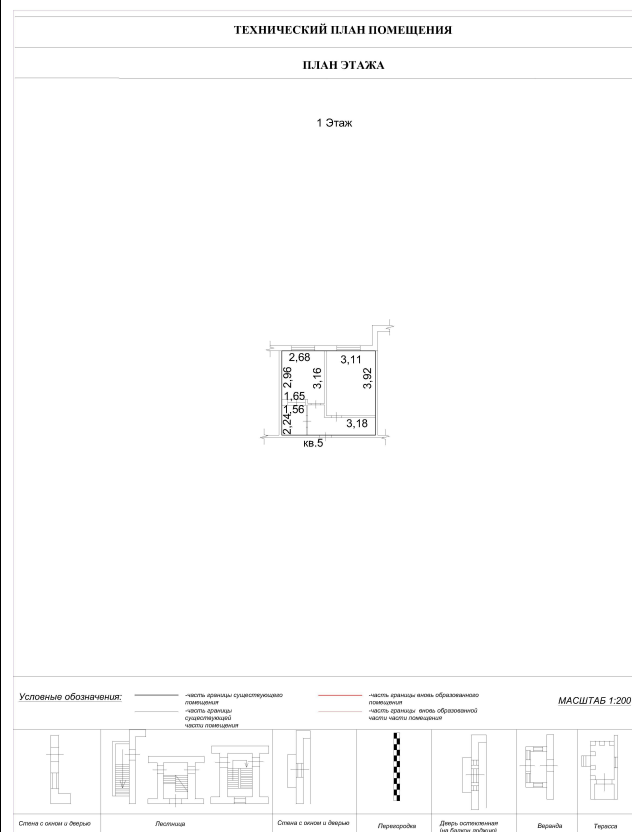 ТЕХНИЧЕСКИЙ ПЛАН ПОМЕЩЕНИЯ
ПЛАН ЭТАЖА
1 Этаж
2,68
3,11
2,96
3,16
3,92
1,65
1,56
2,24
3,18
кв.5
Условные обозначения:
-часть границы существующего
помещения
-часть границы
существующей
части помещения
-часть границы вновь образованного
помещения
-часть границы вновь образованной
части части помещения
МАСШТАБ 1:200
Стена с окном и дверью
Лестница
Стена с окном и дверью
Перегородка
Дверь остекленная
(на балкон,лоджию)
Веранда
Терасса